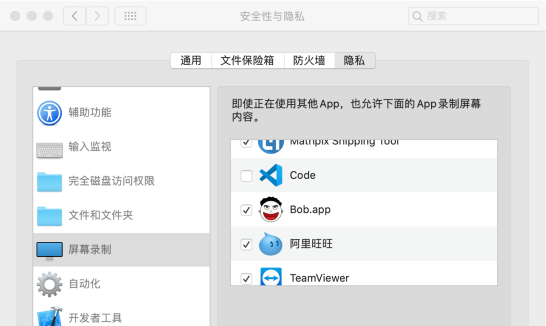 安全性与隐私
搜索
通用
文件保险箱
防火墙
隐私
辅助功能
输入监视
完全磁盘访问权限
文件和文件夹
屏幕录制
自动化
开发者工具
即使正在使用其他 App，也允许下面的 App 录制屏幕
内容。
Mathpix Snipping Tool
Code
Bob.app
阿里旺旺
TeamViewer